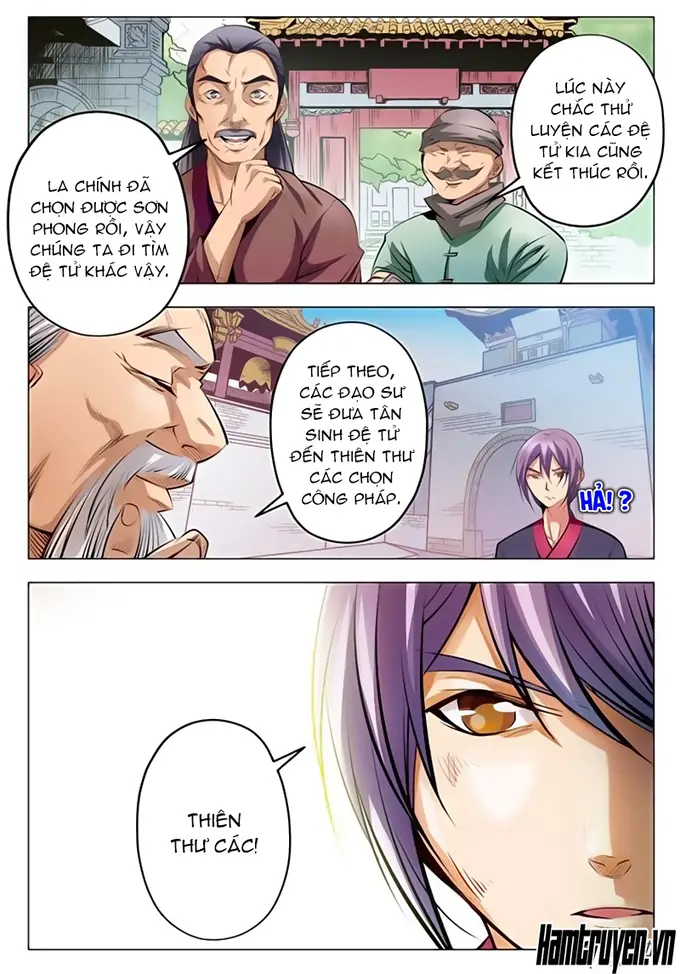 LA CHÍNH ĐÃ
CHỌN ĐƯỢC SƠN
PHONG RỒI, VẬY
CHÚNG TA ĐI TÌM
ĐỆ TỬ KHÁC VẬY.
LÚC NÀY
CHẮC THỬ
LUYỆN CÁC ĐỆ
TỬ KIA CŨNG
KẾT THÚC RỒI.
TIẾP THEO,
CÁC ĐẠO SƯ
SẼ ĐƯA TÂN
SINH ĐỆ TỬ
ĐẾN THIÊN THƯ
CÁC CHỌN
CÔNG PHÁP.
HẢ! ?
THIÊN
THƯ CÁC!
Hamtruyen.vn